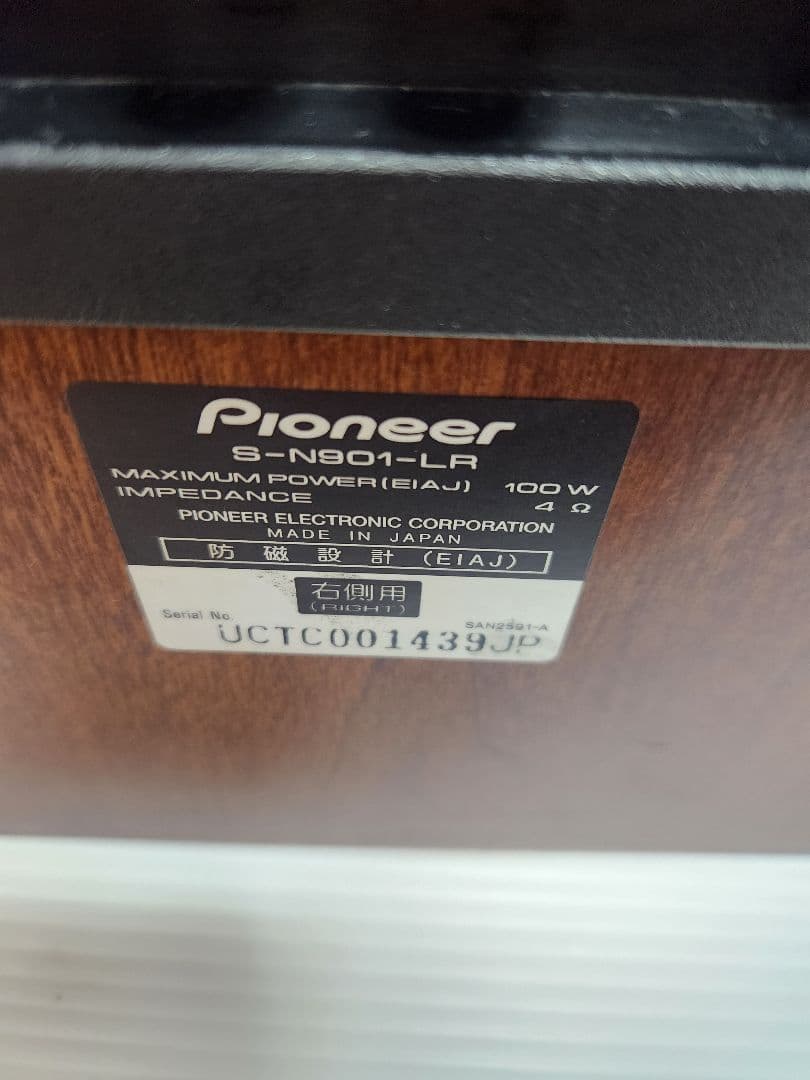 Pioneer
S-N901-LR
MAXIMUM POWER(EIAJ) 100 W
IMPEDANCE 4 Ω
PIONEER ELECTRONIC CORPORATION
MADE IN JAPAN
防磁設計 (EIAJ)
右側用
(RIGHT)
SAN2591-A
Serial No. UCTC001439JP